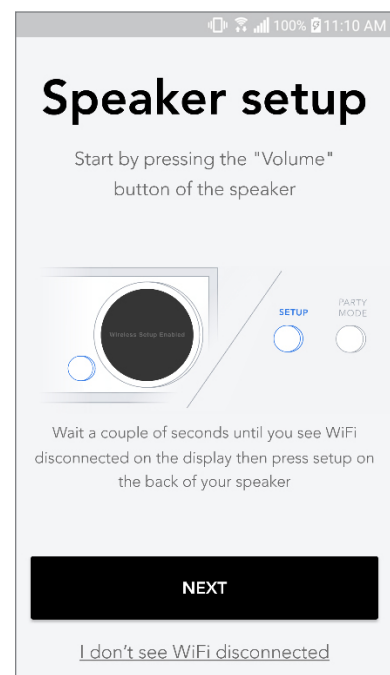 100% 11:10 AM
Speaker setup
Start by pressing the "Volume"
button of the speaker
Wireless Setup Enabled
SETUP
PARTY
MODE
Wait a couple of seconds until you see WiFi
disconnected on the display then press setup on
the back of your speaker
NEXT
I don't see WiFi disconnected